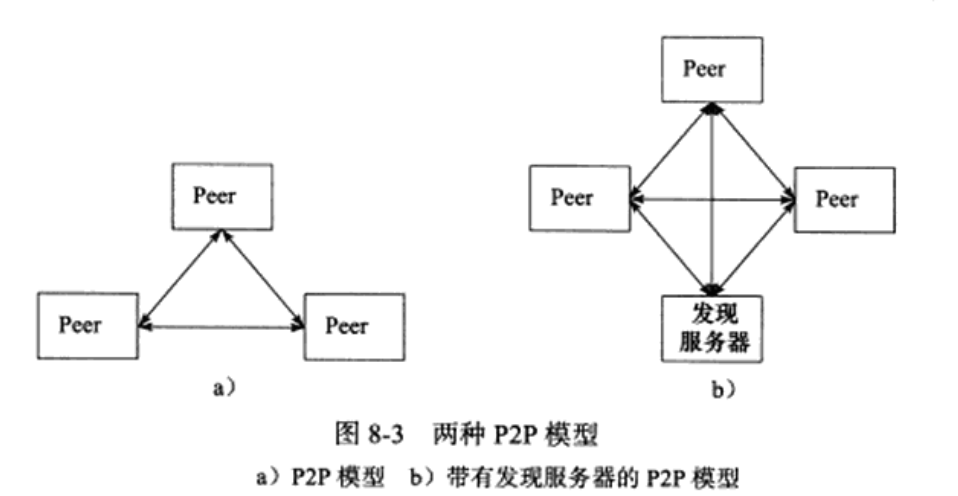 Peer
Peer
Peer
a)
Peer
Peer
Peer
发现
服务器
b)
图 8-3 两种 P2P 模型
a) P2P 模型 b) 带有发现服务器的 P2P 模型